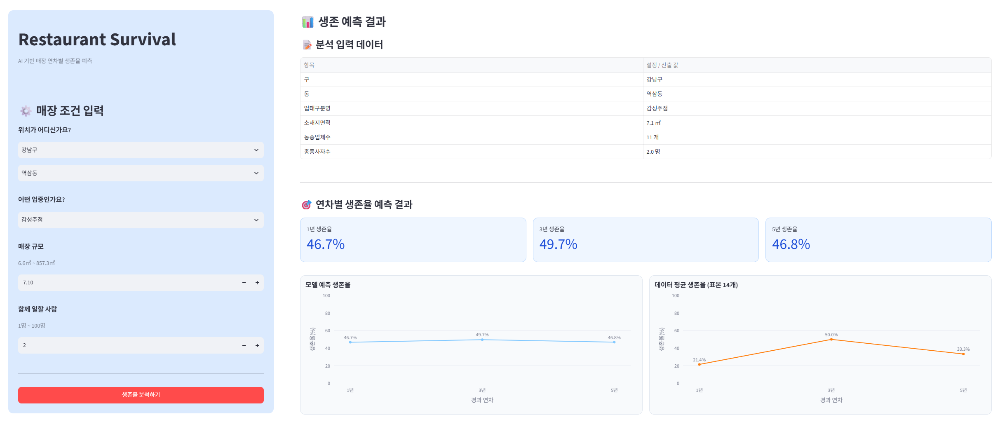 Restaurant Survival
AI 기반 매장 연차별 생존율 예측
매장 조건 입력
위치가 어디신가요?
강남구
역삼동
어떤 업종인가요?
감성주점
매장 규모
6.6㎡ ~ 857.3㎡
7.10
함께 일할 사람
1명 ~ 100명
2
생존율 분석하기
생존 예측 결과
분석 입력 데이터
항목 설정 / 산출 값
구 강남구
동 역삼동
업태구분명 감성주점
소재지면적 7.1 ㎡
동종업체수 11 개
총종사자수 2.0 명
연차별 생존율 예측 결과
1년 생존율
46.7%
3년 생존율
49.7%
5년 생존율
46.8%
모델 예측 생존율
100
80
60
40
20
0
생존율(%)
46.7%
49.7%
46.8%
1년 3년 5년
경과 연차
데이터 평균 생존율 (표본 14개)
100
80
60
40
20
0
생존율(%)
21.4%
50.0%
33.3%
1년 3년 5년
경과 연차